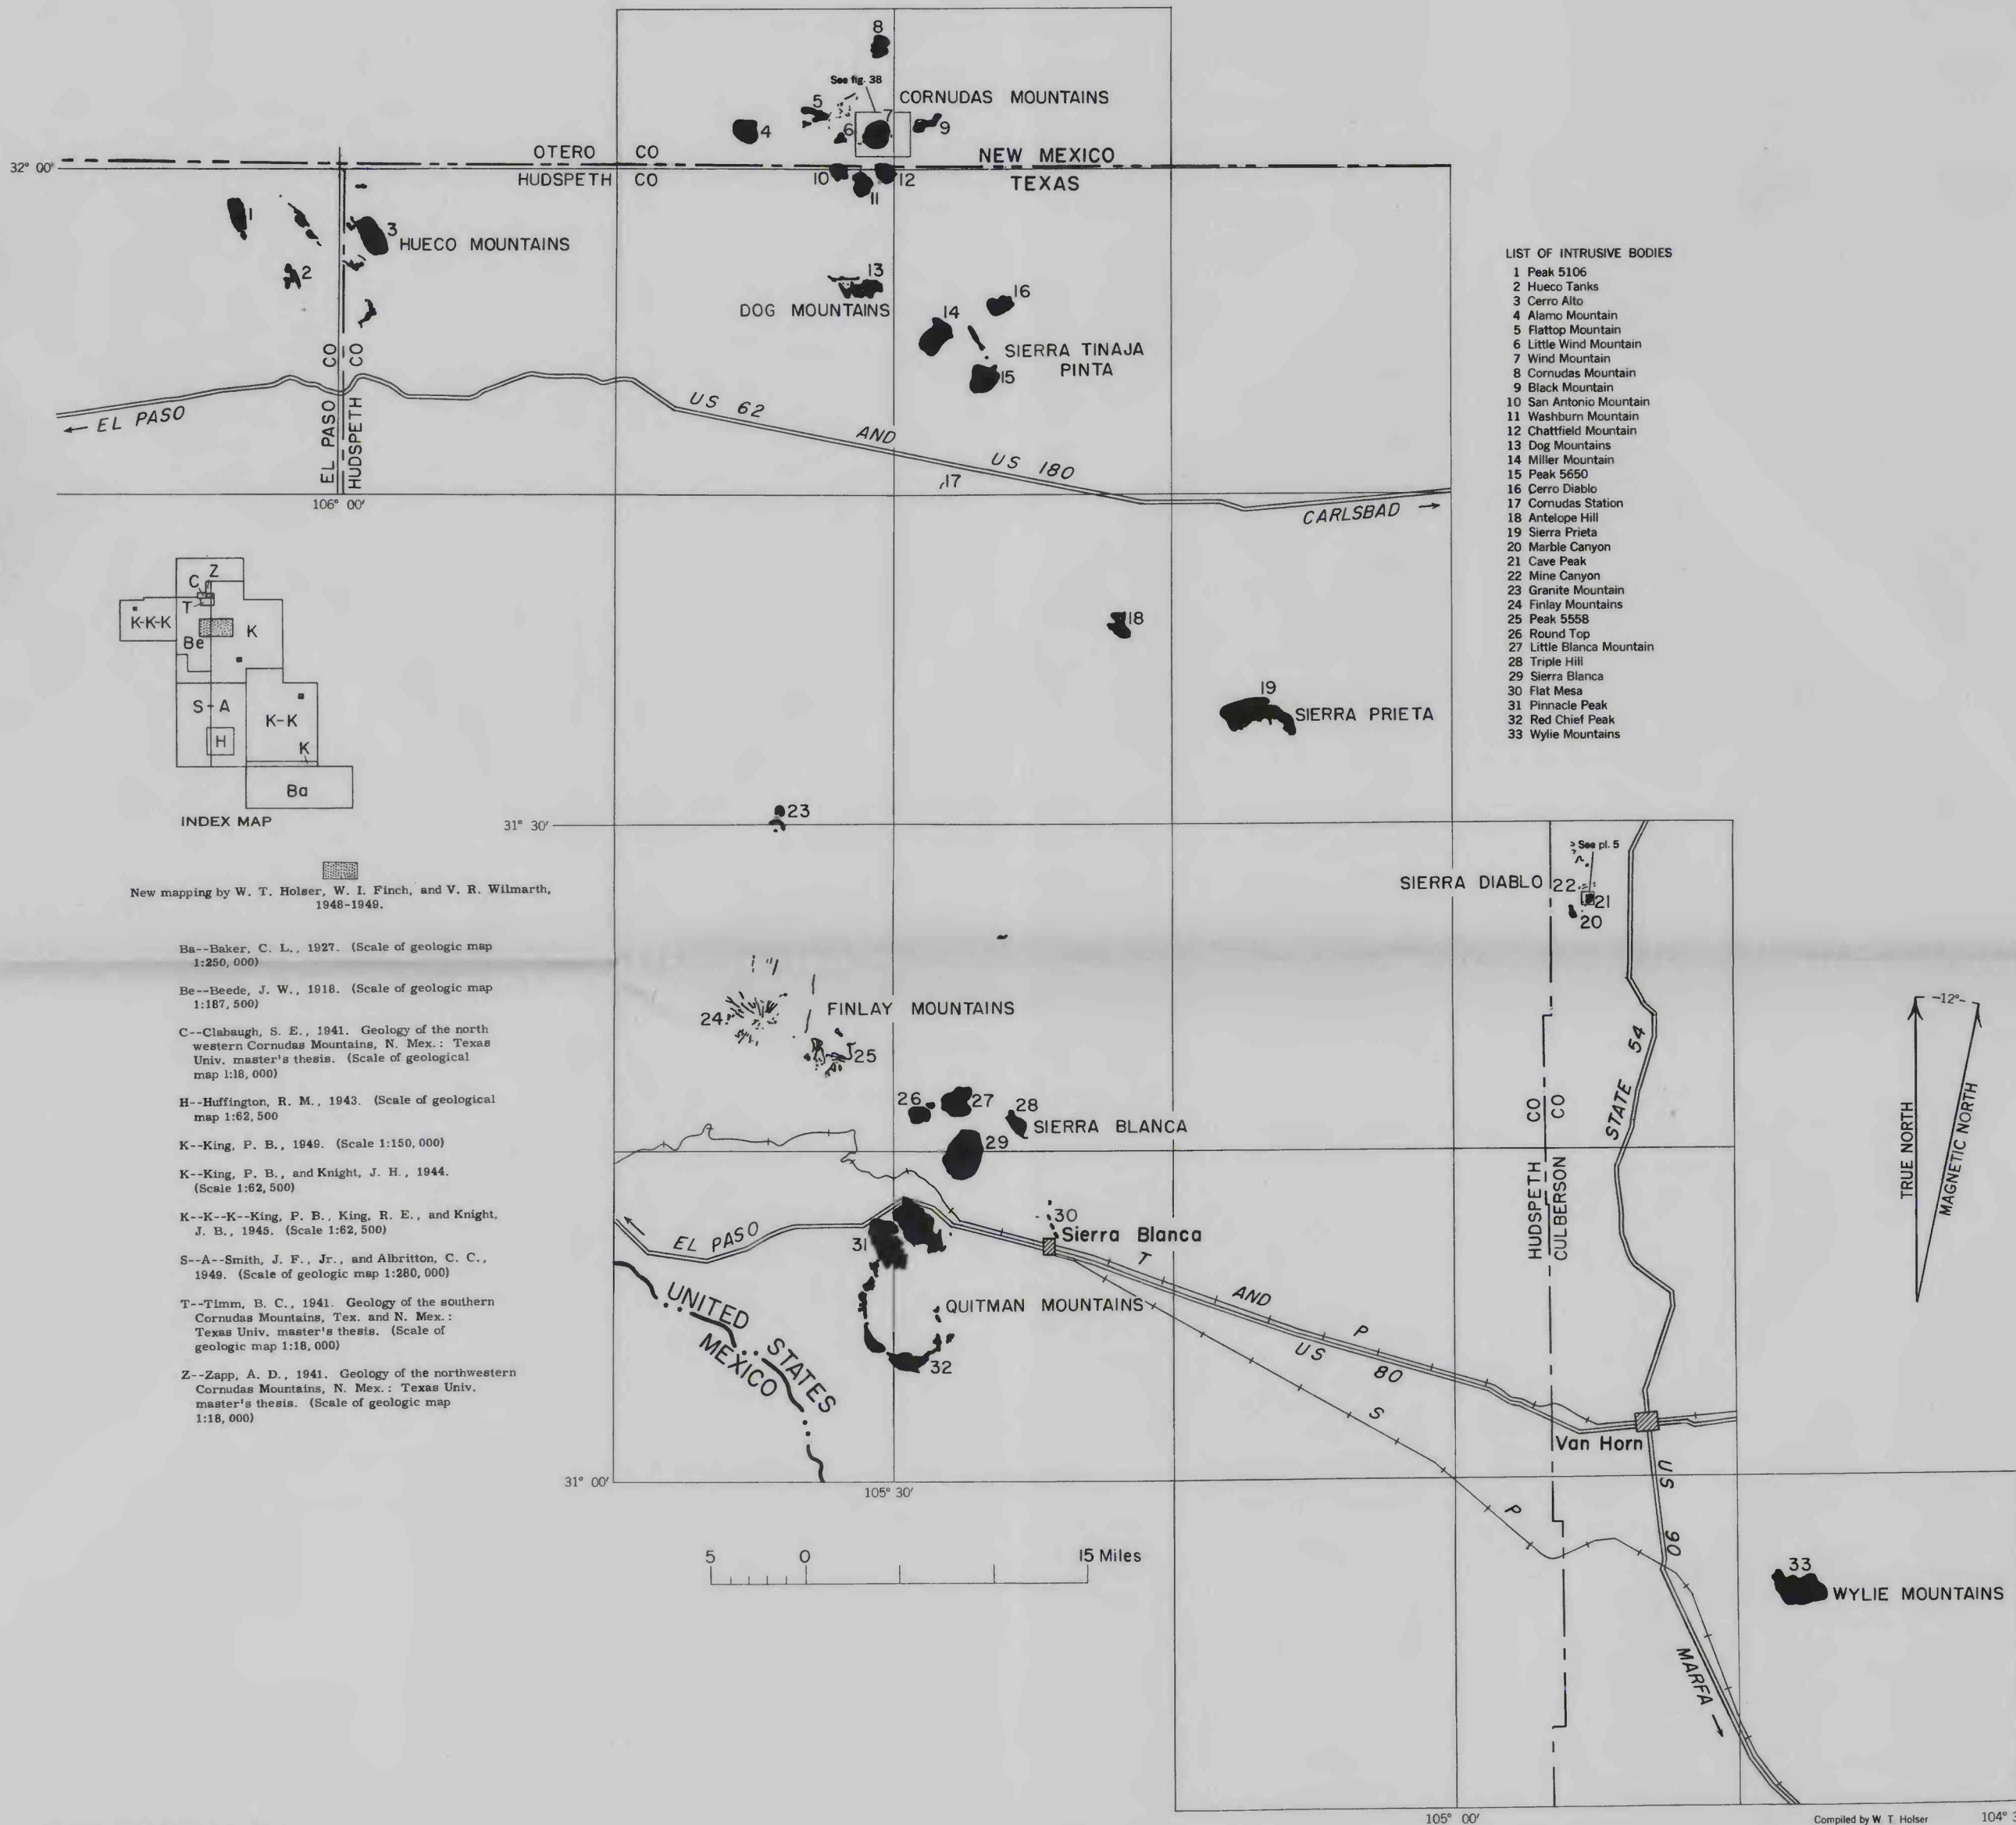 8
See fig. 38
CORNUDAS MOUNTAINS
5
7
4
6
9
OTERO CO
NEW MEXICO
32° 00′
HUDSPETH CO
10
12
TEXAS
11
1
3
HUECO MOUNTAINS
2
13
DOG MOUNTAINS
16
14
SIERRA TINAJA
PINTA
15
EL PASO CO
HUDSPETH CO
← EL PASO
US 62
AND
US 180
17
CARLSBAD →
106° 00′
LIST OF INTRUSIVE BODIES
1 Peak 5106
2 Hueco Tanks
3 Cerro Alto
4 Alamo Mountain
5 Flattop Mountain
6 Little Wind Mountain
7 Wind Mountain
8 Cornudas Mountain
9 Black Mountain
10 San Antonio Mountain
11 Washburn Mountain
12 Chattfield Mountain
13 Dog Mountains
14 Miller Mountain
15 Peak 5650
16 Cerro Diablo
17 Cornudas Station
18 Antelope Hill
19 Sierra Prieta
20 Marble Canyon
21 Cave Peak
22 Mine Canyon
23 Granite Mountain
24 Finlay Mountains
25 Peak 5558
26 Round Top
27 Little Blanca Mountain
28 Triple Hill
29 Sierra Blanca
30 Flat Mesa
31 Pinnacle Peak
32 Red Chief Peak
33 Wylie Mountains
Z
C
T
K-K-K
K
Be
S-A
K-K
H
K
Ba
INDEX MAP
18
19
SIERRA PRIETA
23
31° 30′
New mapping by W. T. Holser, W. I. Finch, and V. R. Wilmarth,
1948-1949.
Ba--Baker, C. L., 1927. (Scale of geologic map
1:250, 000)
Be--Beede, J. W., 1918. (Scale of geologic map
1:187, 500)
C--Clabaugh, S. E., 1941. Geology of the north
western Cornudas Mountains, N. Mex.: Texas
Univ. master's thesis. (Scale of geological
map 1:18, 000)
H--Huffington, R. M., 1943. (Scale of geological
map 1:62, 500
K--King, P. B., 1949. (Scale 1:150, 000)
K--King, P. B., and Knight, J. H., 1944.
(Scale 1:62, 500)
K--K--K--King, P. B., King, R. E., and Knight,
J. B., 1945. (Scale 1:62, 500)
S--A--Smith, J. F., Jr., and Albritton, C. C.,
1949. (Scale of geologic map 1:280, 000)
T--Timm, B. C., 1941. Geology of the southern
Cornudas Mountains, Tex. and N. Mex.:
Texas Univ. master's thesis. (Scale of
geologic map 1:18, 000)
Z--Zapp, A. D., 1941. Geology of the northwestern
Cornudas Mountains, N. Mex.: Texas Univ.
master's thesis. (Scale of geologic map
1:18, 000)
See pl. 5
SIERRA DIABLO
22
21
20
24
FINLAY MOUNTAINS
25
26
27
28
SIERRA BLANCA
29
STATE 54
HUDSPETH CO
CULBERSON CO
-12°-
TRUE NORTH
MAGNETIC NORTH
EL PASO
31
30
Sierra Blanca
T AND P
US 80
UNITED STATES
MEXICO
QUITMAN MOUNTAINS
32
S P
Van Horn
31° 00′
105° 30′
US 90
5 0 15 Miles
33
WYLIE MOUNTAINS
MARFA →
105° 00′
Compiled by W. T. Holser
104° 3